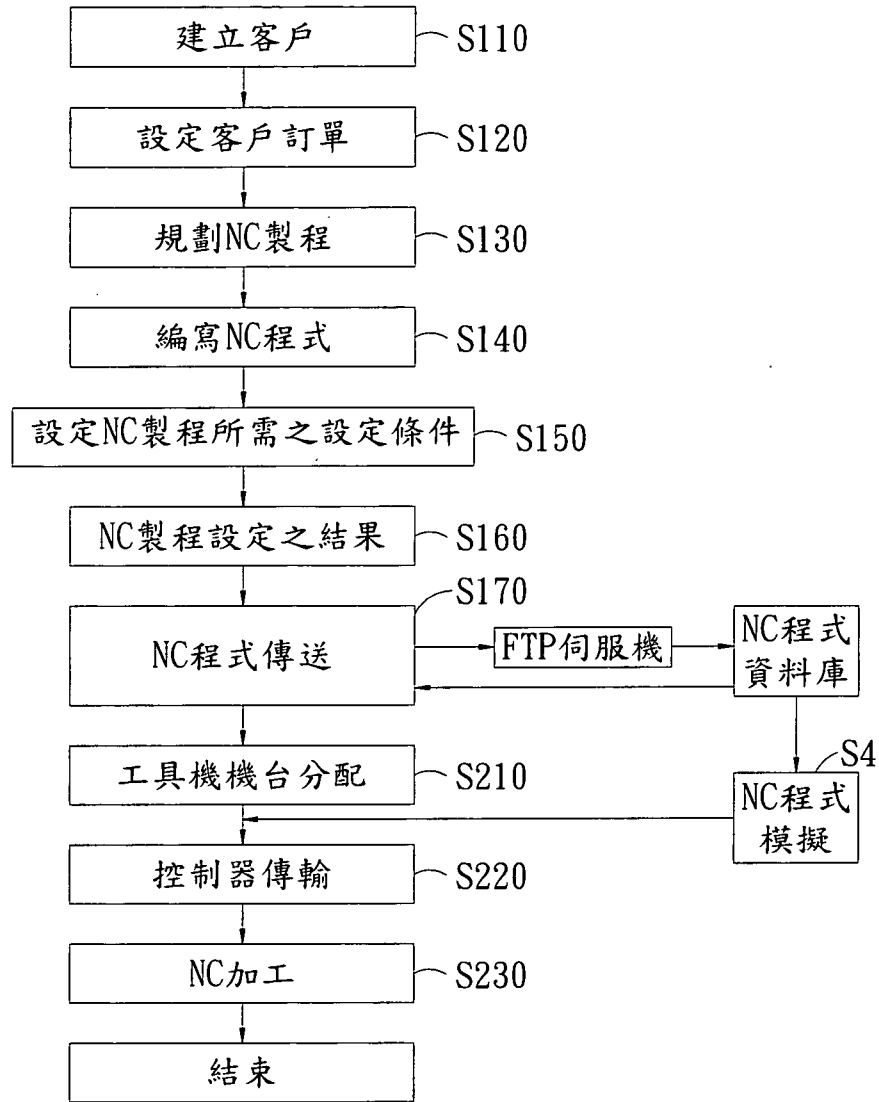 建立客戶
S110
設定客戶訂單
S120
規劃NC製程
S130
編寫NC程式
S140
設定NC製程所需之設定條件
S150
NC製程設定之結果
S160
S170
NC程式傳送
FTP伺服機
NC程式
資料庫
工具機機台分配
S210
S4
NC程式
模擬
控制器傳輸
S220
NC加工
S230
結束